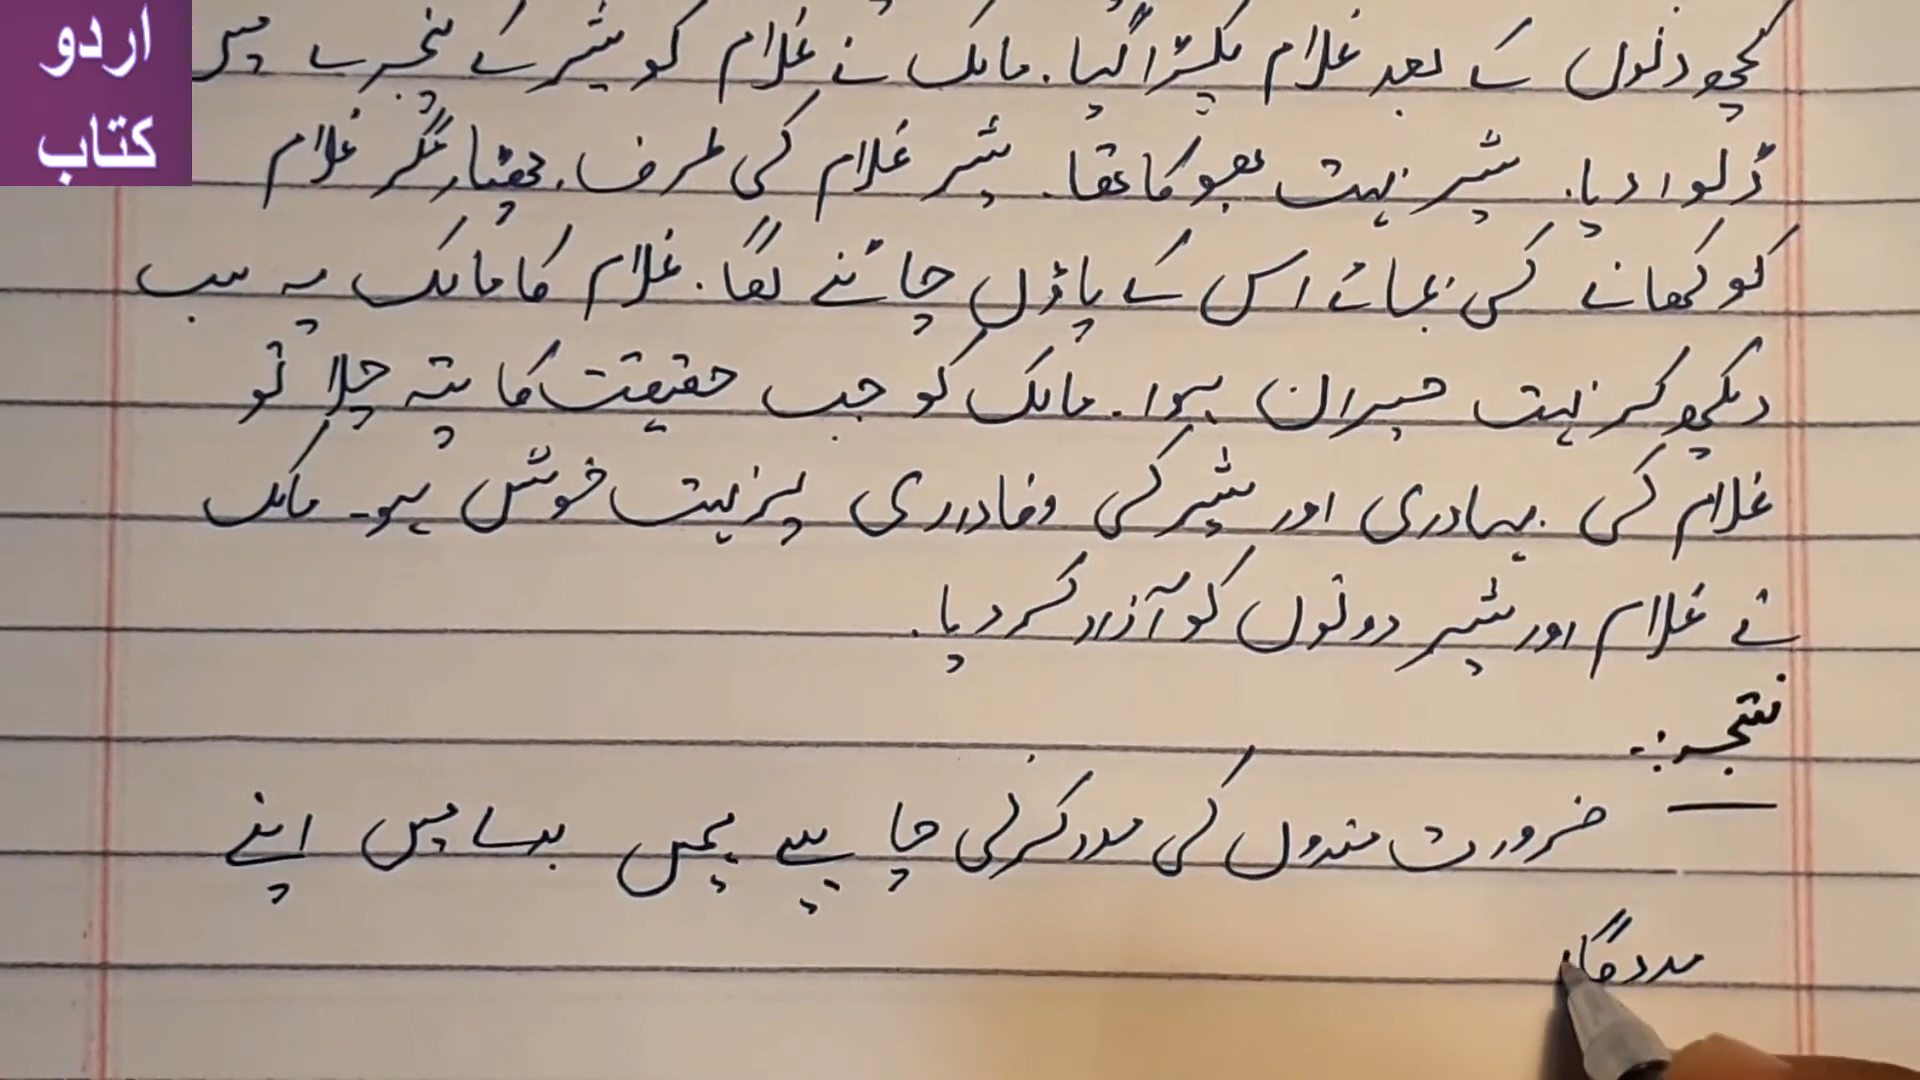 اردو
کتاب
کچھ دنوں کے بعد غلام پکڑا گیا. مالک نے غلام کو شیر کے پنجرے میں
ڈلوا دیا. شیر بہت بھوکا تھا. شیر غلام کی طرف جھپٹا، مگر غلام
کو کھانے کی بجائے اس کے پاؤں چاٹنے لگا. غلام کا مالک یہ سب
دیکھ کر بہت حیران ہوا. مالک کو جب حقیقت کا پتہ چلا تو
غلام کی بہادری اور شیر کی وفاداری پر بہت خوش ہو۔ مالک
نے غلام اور شیر دونوں کو آزاد کر دیا.
نتیجہ:-
ضرورت مندوں کی مدد کرنی چاہیے ہمیں بدلے میں اپنے